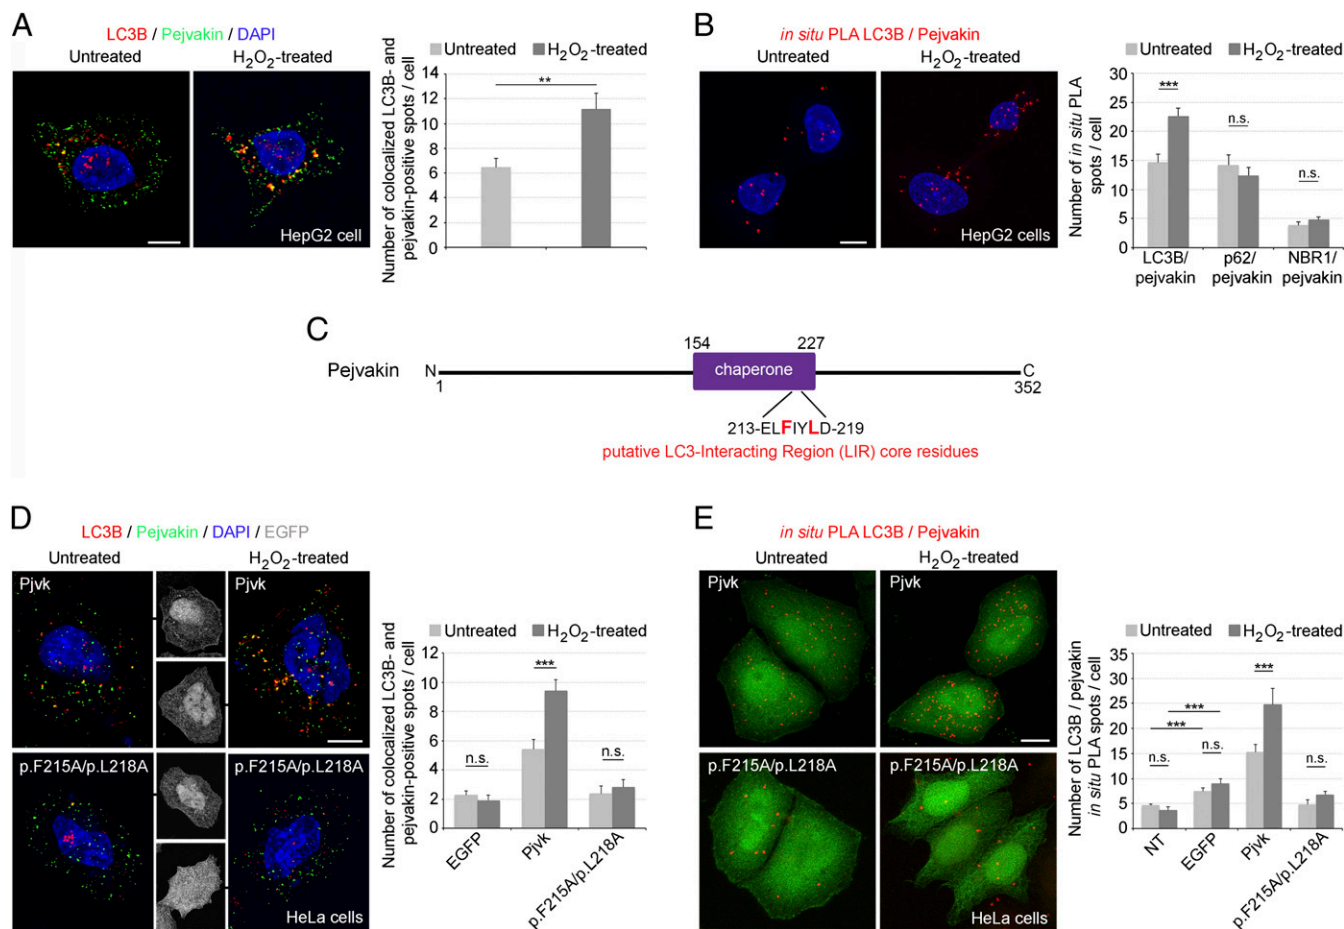 A
LC3B / Pejvakin / DAPI
Untreated
H2O2-treated
HepG2 cell
Untreated
H2O2-treated
Number of colocalized LC3B- and
pejvakin-positive spots / cell
14
12
10
8
6
4
2
0
**
B
in situ PLA LC3B / Pejvakin
Untreated
H2O2-treated
HepG2 cells
Untreated
H2O2-treated
Number of in situ PLA
spots / cell
30
25
20
15
10
5
0
***
n.s.
n.s.
LC3B/
pejvakin
p62/
pejvakin
NBR1/
pejvakin
C
Pejvakin
N
1
154
227
chaperone
C
352
213-ELFIYLD-219
putative LC3-Interacting Region (LIR) core residues
D
LC3B / Pejvakin / DAPI / EGFP
Untreated
H2O2-treated
Pjvk
Pjvk
p.F215A/p.L218A
p.F215A/p.L218A
HeLa cells
Untreated
H2O2-treated
Number of colocalized LC3B- and
pejvakin-positive spots / cell
12
10
8
6
4
2
0
n.s.
***
n.s.
EGFP
Pjvk
p.F215A/p.L218A
E
in situ PLA LC3B / Pejvakin
Untreated
H2O2-treated
Pjvk
Pjvk
p.F215A/p.L218A
p.F215A/p.L218A
HeLa cells
Untreated
H2O2-treated
Number of LC3B / pejvakin
in situ PLA spots / cell
35
30
25
20
15
10
5
0
n.s.
***
***
n.s.
***
n.s.
NT
EGFP
Pjvk
p.F215A/p.L218A